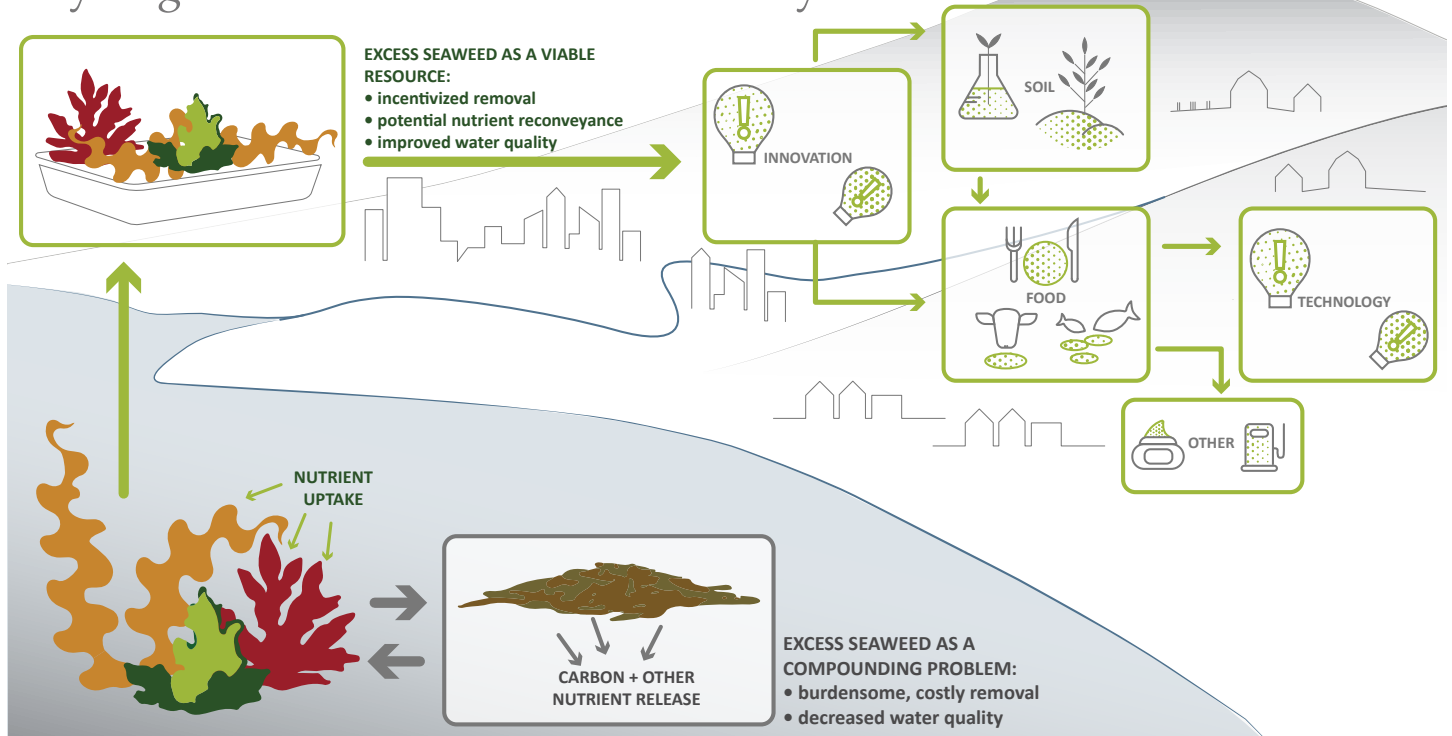 EXCESS SEAWEED AS A VIABLE
RESOURCE:
• incentivized removal
• potential nutrient reconveyance
• improved water quality
INNOVATION
SOIL
FOOD
TECHNOLOGY
OTHER
NUTRIENT
UPTAKE
CARBON + OTHER
NUTRIENT RELEASE
EXCESS SEAWEED AS A
COMPOUNDING PROBLEM:
• burdensome, costly removal
• decreased water quality